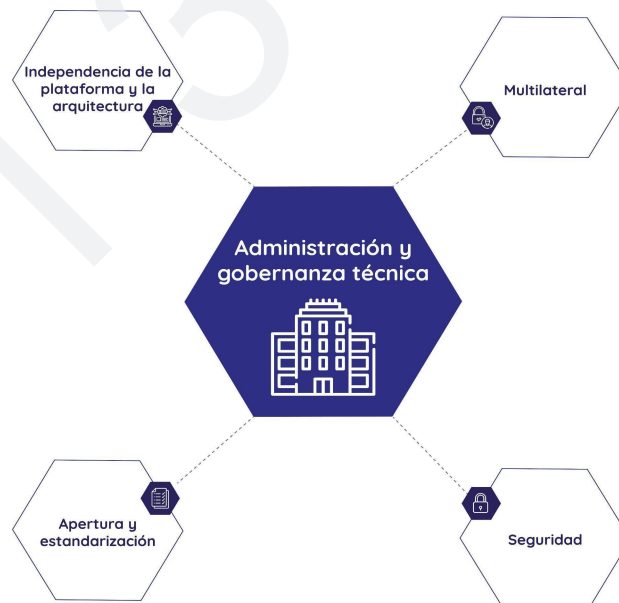 Independencia de la
plataforma y la
arquitectura
Multilateral
Administración y
gobernanza técnica
Apertura y
estandarización
Seguridad